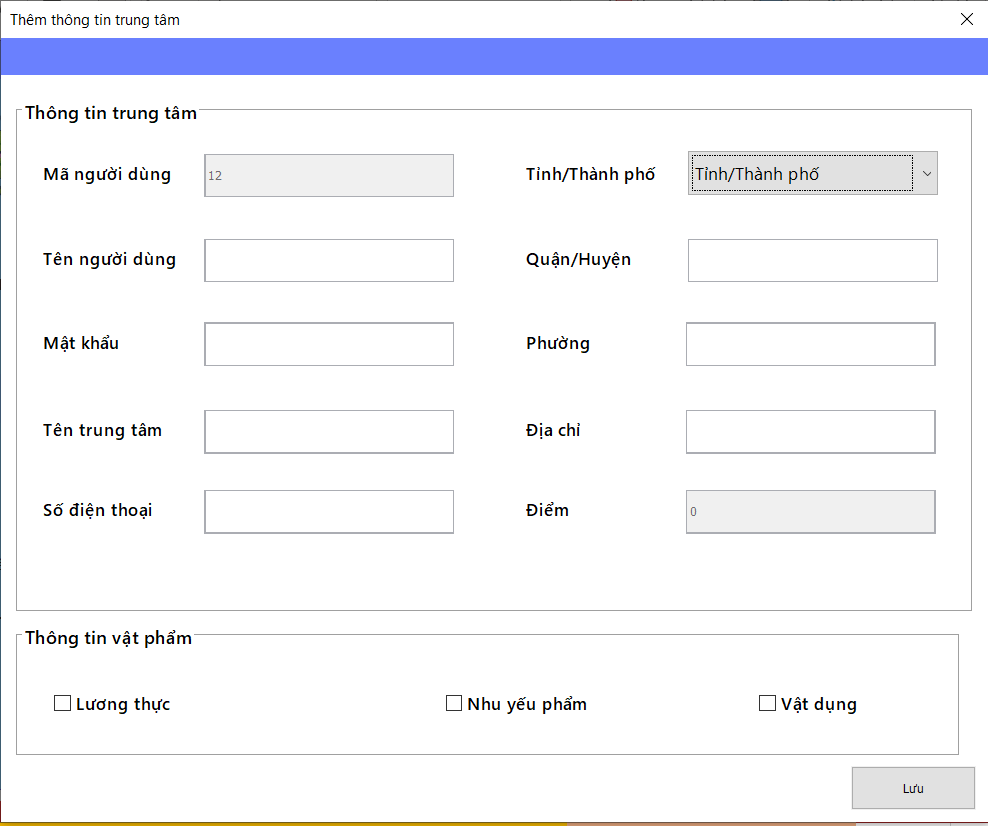 Thêm thông tin trung tâm
Thông tin trung tâm
Mã người dùng
12
Tỉnh/Thành phố
Tỉnh/Thành phố
Tên người dùng
Quận/Huyện
Mật khẩu
Phường
Tên trung tâm
Địa chỉ
Số điện thoại
Điểm
0
Thông tin vật phẩm
Lương thực
Nhu yếu phẩm
Vật dụng
Lưu